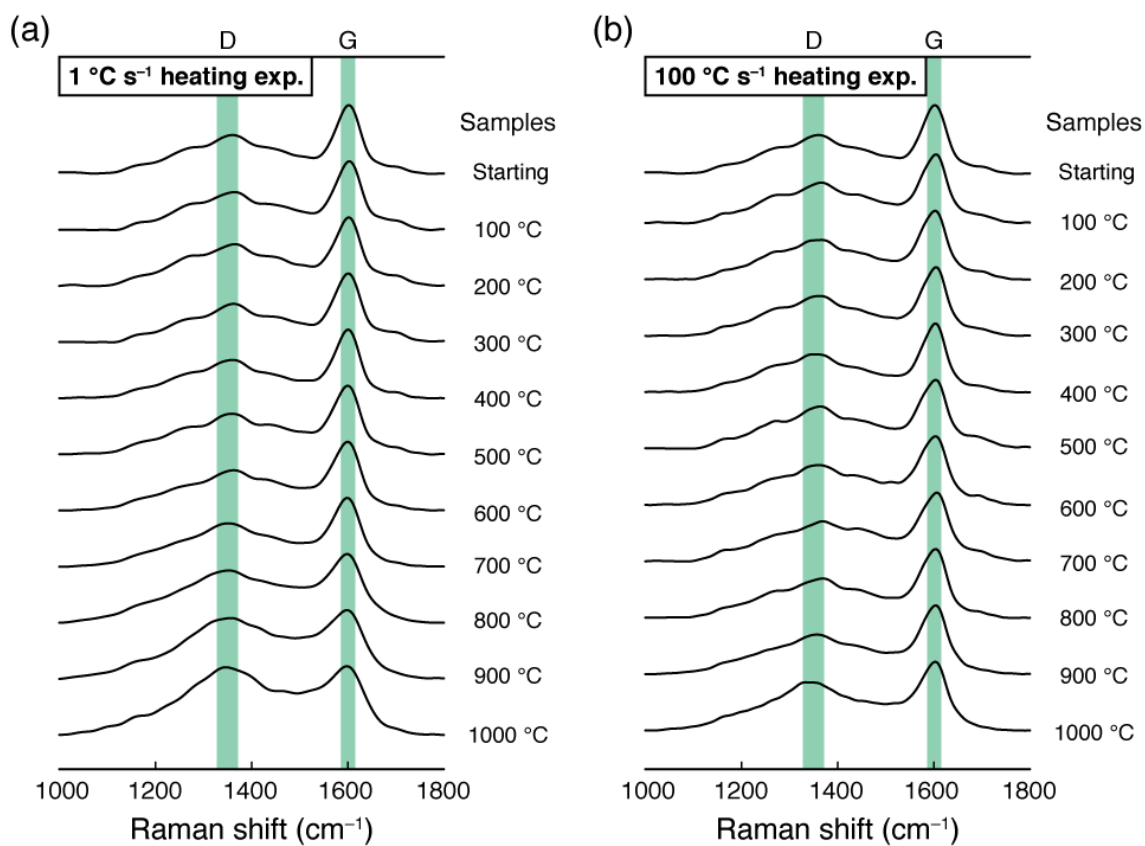 (a)
D G
1 °C s⁻¹ heating exp.
Samples
Starting
100 °C
200 °C
300 °C
400 °C
500 °C
600 °C
700 °C
800 °C
900 °C
1000 °C
1000 1200 1400 1600 1800
Raman shift (cm⁻¹)
(b)
D G
100 °C s⁻¹ heating exp.
Samples
Starting
100 °C
200 °C
300 °C
400 °C
500 °C
600 °C
700 °C
800 °C
900 °C
1000 °C
1000 1200 1400 1600 1800
Raman shift (cm⁻¹)